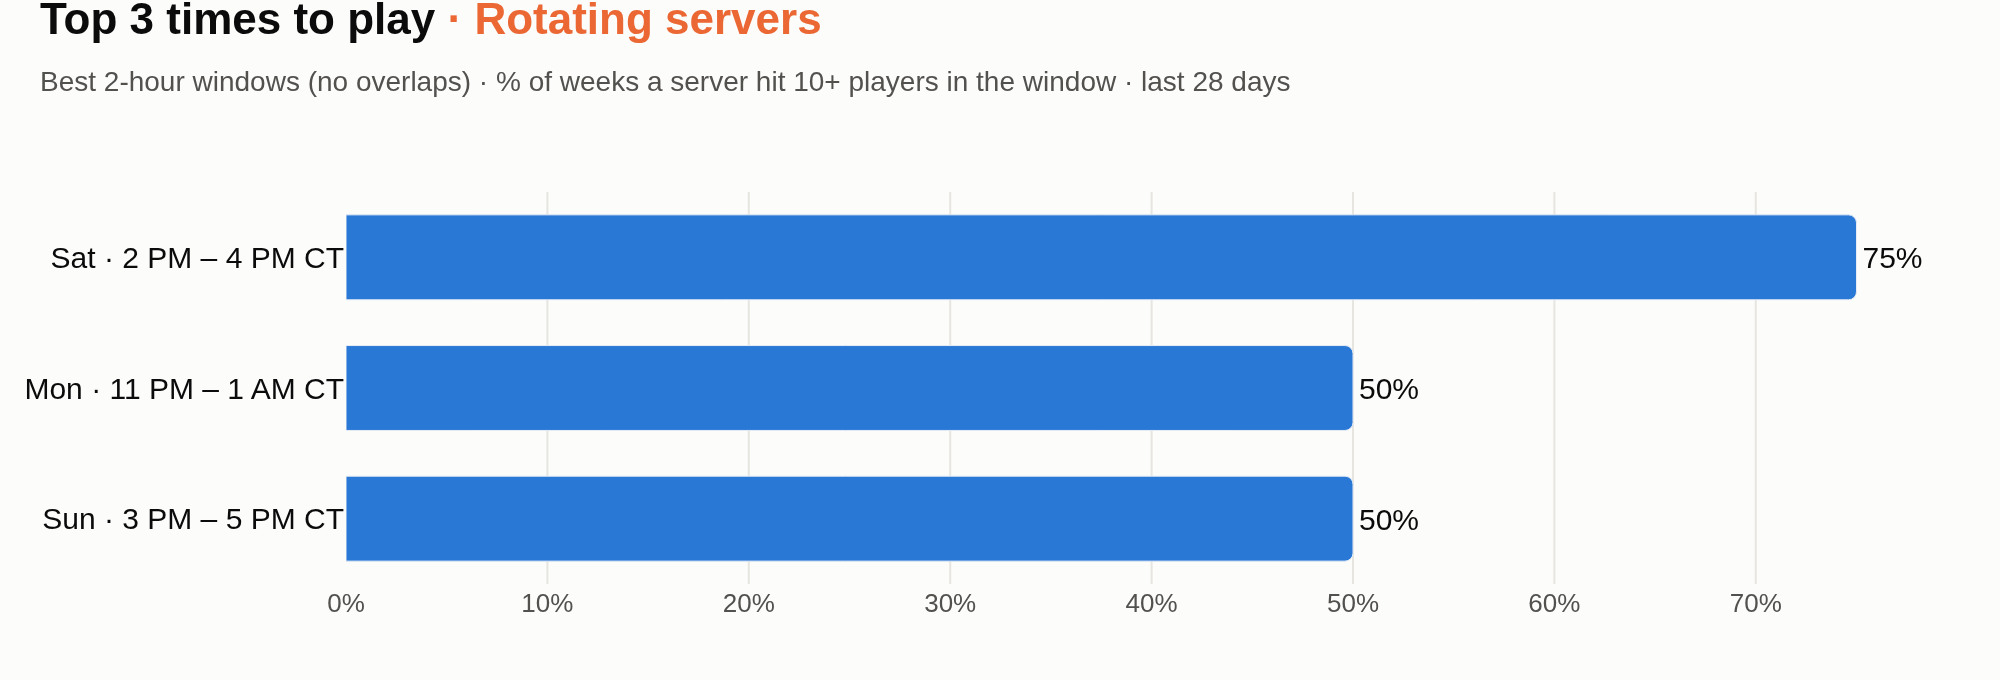 Top 3 times to play · Rotating servers
Best 2-hour windows (no overlaps) · % of weeks a server hit 10+ players in the window · last 28 days
Sat · 2 PM – 4 PM CT 75%
Mon · 11 PM – 1 AM CT 50%
Sun · 3 PM – 5 PM CT 50%
0% 10% 20% 30% 40% 50% 60% 70%